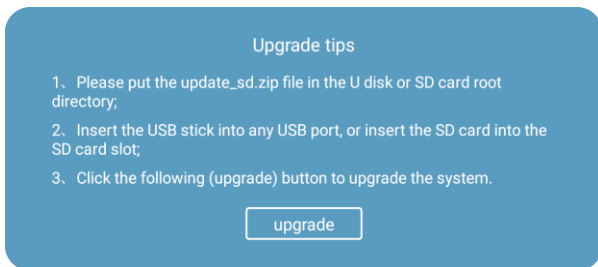 Upgrade tips
1、Please put the update_sd.zip file in the U disk or SD card root
directory;
2、Insert the USB stick into any USB port, or insert the SD card into the
SD card slot;
3、Click the following (upgrade) button to upgrade the system.
upgrade